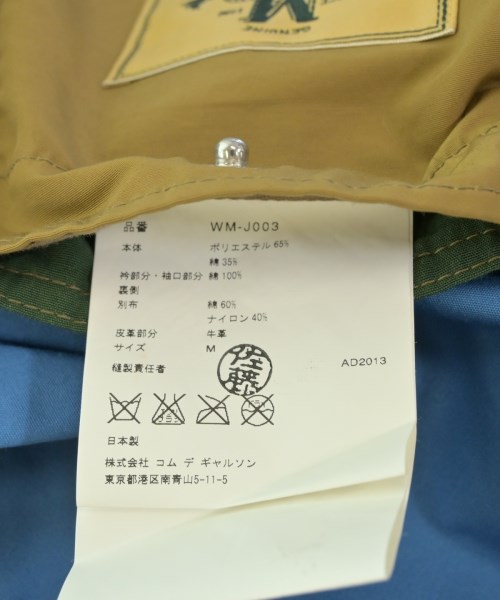 M
GENUINE
品番 WM-J003
本体 ポリエステル 65%
綿 35%
衿部分・袖口部分 綿 100%
裏側
別布 綿 60%
ナイロン 40%
皮革部分 牛革
サイズ M
縫製責任者 佐藤 AD2013
日本製
株式会社 コム デ ギャルソン
東京都港区南青山5-11-5